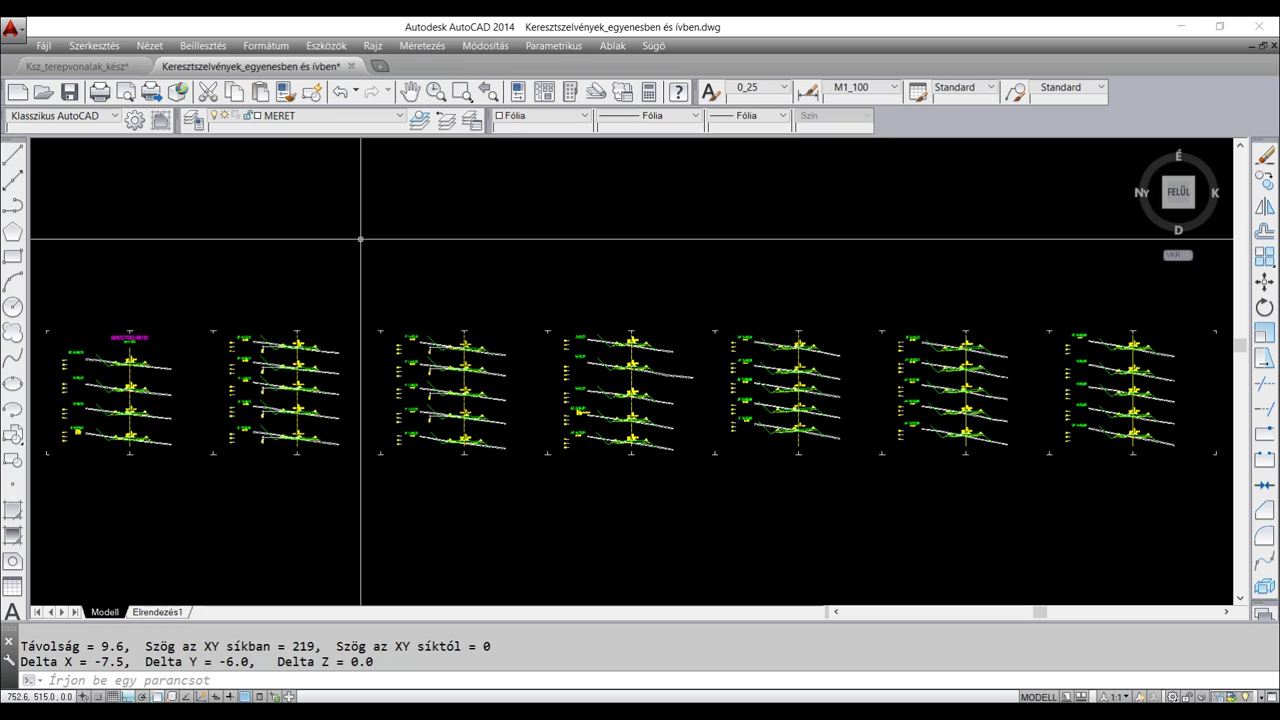 Autodesk AutoCAD 2014 Keresztszelvények_egyenesben és ívben.dwg
Fájl Szerkesztés Nézet Beillesztés Formátum Eszközök Rajz Méretezés Módosítás Parametrikus Ablak Súgó
Ksz_terepvonalak_kész* Keresztszelvények_egyenesben és ívben*
0_25 M1_100 Standard Standard
Klasszikus AutoCAD MERET Fólia Fólia Fólia Szín
É
NY FELÜL K
D
VKR
Modell Elrendezés1
Távolság = 9.6, Szög az XY síkban = 219, Szög az XY síktól = 0
Delta X = -7.5, Delta Y = -6.0, Delta Z = 0.0
Írjon be egy parancsot
752.6, 515.0, 0.0 MODELL 1:1